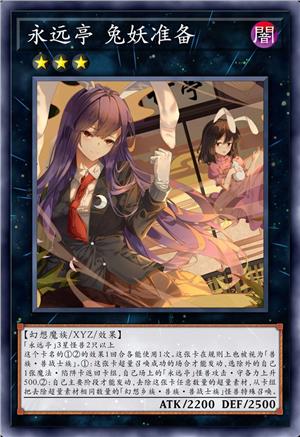 永远亭 兔妖准备
闇
【幻想魔族/XYZ/效果】
「永远亭」3星怪兽2只以上
这个卡名的①②的效果1回合各能使用1次。这张卡在规则上也被视为「兽
族・兽战士族」。①:这张卡超量召唤成功的场合才能发动,选除外的自己
1张魔法・陷阱卡返回卡组,自己场上的「永远亭」怪兽攻击・守备力上升
500。②:自己主要阶段才能发动,去除这张卡任意数量的超量素材,从卡组
把去除超量素材相同数量的「幻想乡族・兽族・兽战士族」怪兽特殊召唤。
ATK/2200 DEF/2500